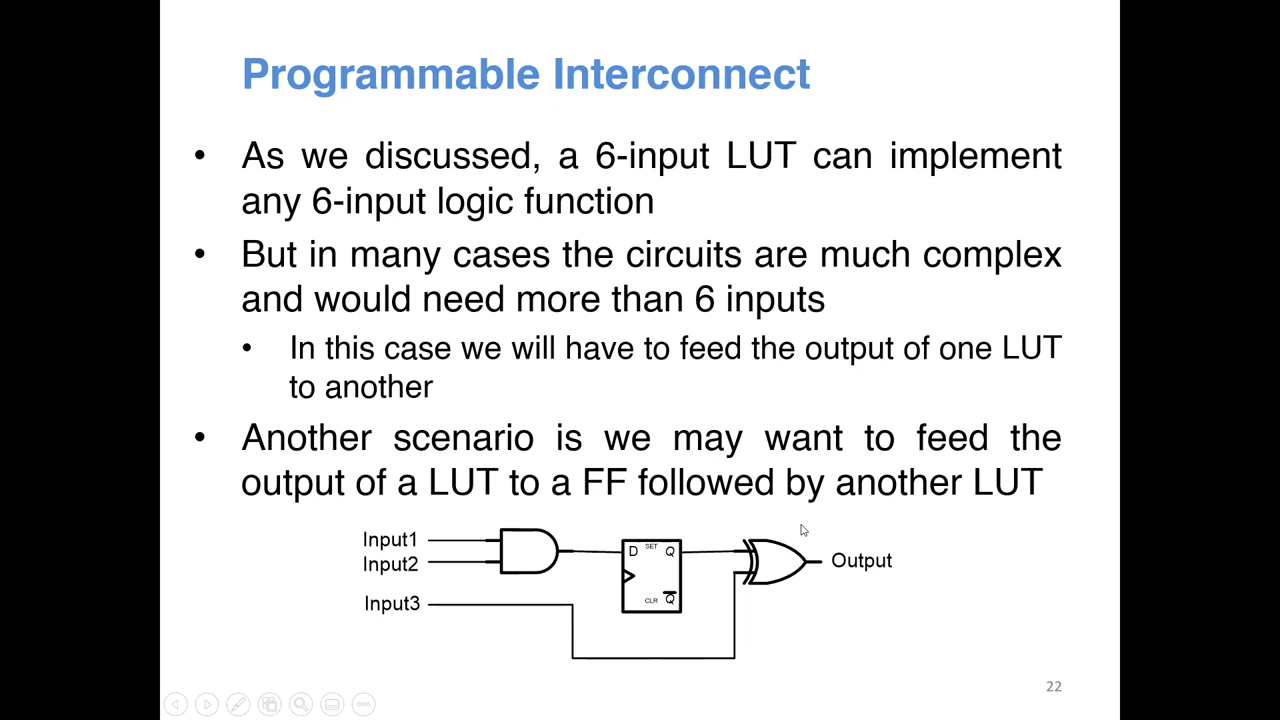 Programmable Interconnect
• As we discussed, a 6-input LUT can implement
any 6-input logic function
• But in many cases the circuits are much complex
and would need more than 6 inputs
• In this case we will have to feed the output of one LUT
to another
• Another scenario is we may want to feed the
output of a LUT to a FF followed by another LUT
Input1
Input2
Input3
D SET Q
CLR Q
Output
22